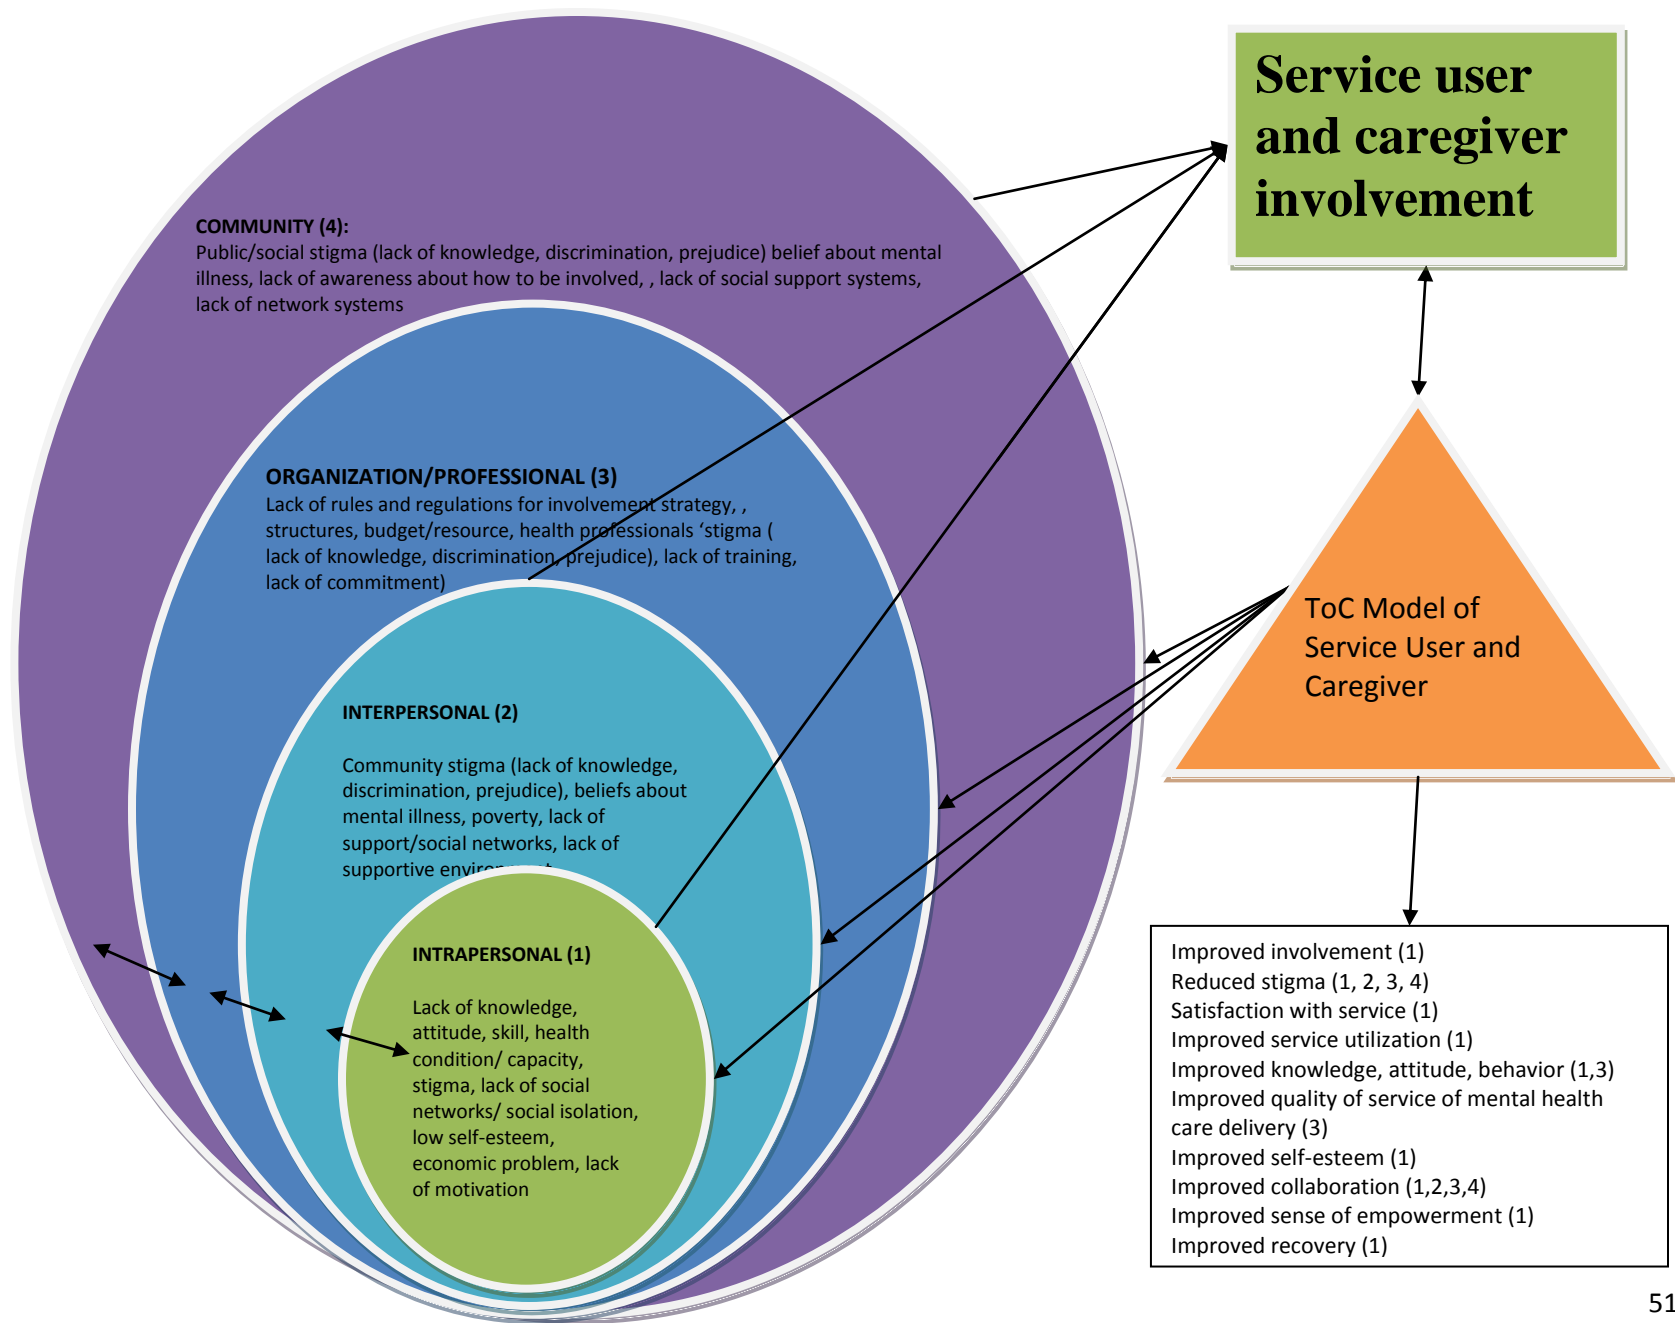 Service user
and caregiver
involvement
COMMUNITY (4):
Public/social stigma (lack of knowledge, discrimination, prejudice) belief about mental
illness, lack of awareness about how to be involved, , lack of social support systems,
lack of network systems
ORGANIZATION/PROFESSIONAL (3)
Lack of rules and regulations for involvement strategy, ,
structures, budget/resource, health professionals ‘stigma (
lack of knowledge, discrimination, prejudice), lack of training,
lack of commitment)
INTERPERSONAL (2)
Community stigma (lack of knowledge,
discrimination, prejudice), beliefs about
mental illness, poverty, lack of
support/social networks, lack of
supportive
INTRAPERSONAL (1)
Lack of knowledge,
attitude, skill, health
condition/ capacity,
stigma, lack of social
networks/ social isolation,
low self-esteem,
economic problem, lack
of motivation
ToC Model of
Service User and
Caregiver
Improved involvement (1)
Reduced stigma (1, 2, 3, 4)
Satisfaction with service (1)
Improved service utilization (1)
Improved knowledge, attitude, behavior (1,3)
Improved quality of service of mental health
care delivery (3)
Improved self-esteem (1)
Improved collaboration (1,2,3,4)
Improved sense of empowerment (1)
Improved recovery (1)
51